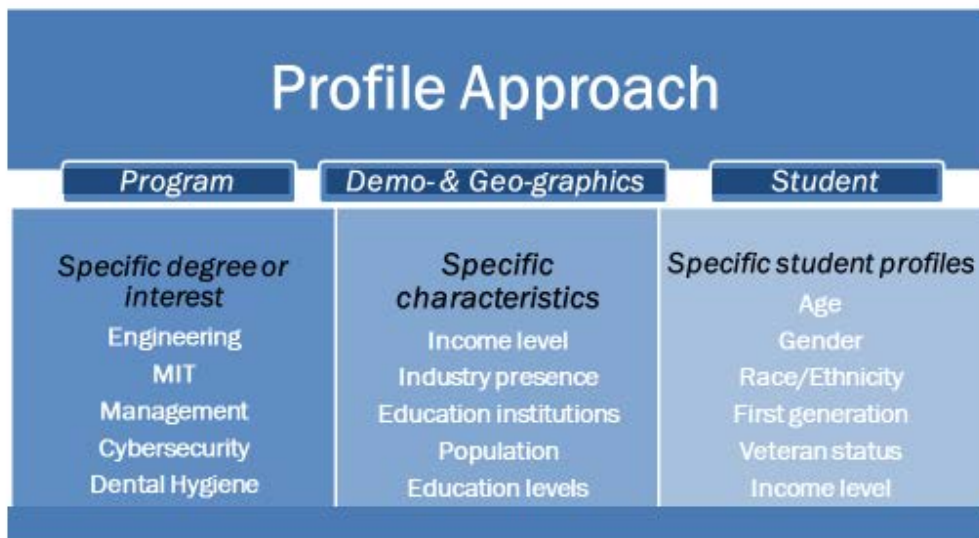 Profile Approach
Program
Specific degree or
interest
Engineering
MIT
Management
Cybersecurity
Dental Hygiene
Demo- & Geo-graphics
Specific
characteristics
Income level
Industry presence
Education institutions
Population
Education levels
Student
Specific student profiles
Age
Gender
Race/Ethnicity
First generation
Veteran status
Income level